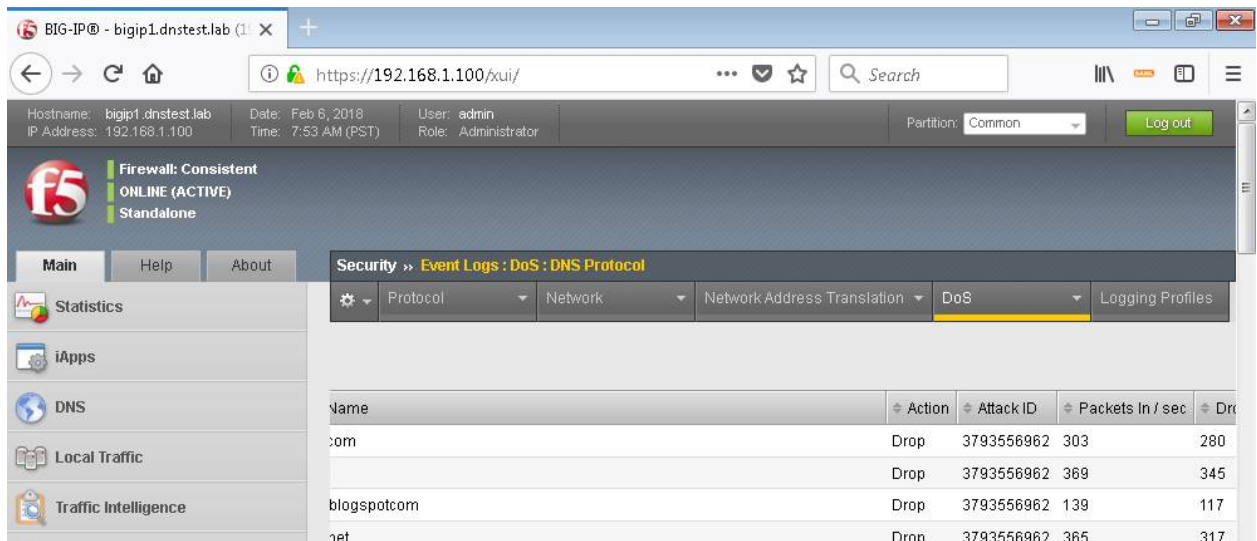 BIG-IP® - bigip1.dnstest.lab (1
https://192.168.1.100/xui/
Search
Hostname: bigip1.dnstest.lab Date: Feb 6, 2018 User: admin
IP Address: 192.168.1.100 Time: 7:53 AM (PST) Role: Administrator
Partition: Common
Log out
f5
Firewall: Consistent
ONLINE (ACTIVE)
Standalone
Main Help About
Security » Event Logs : DoS : DNS Protocol
Protocol Network Network Address Translation DoS Logging Profiles
Statistics
iApps
DNS
Local Traffic
Traffic Intelligence
Name Action Attack ID Packets In / sec Dro
com Drop 3793556962 303 280
Drop 3793556962 369 345
blogspotcom Drop 3793556962 139 117
net Drop 3793556962 365 317